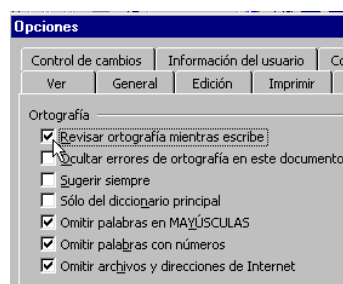 Opciones
Control de cambios Información del usuario
Ver General Edición Imprimir
Ortografía
Revisar ortografía mientras escribe
Ocultar errores de ortografía en este documento
Sugerir siempre
Sólo del diccionario principal
Omitir palabras en MAYÚSCULAS
Omitir palabras con números
Omitir archivos y direcciones de Internet